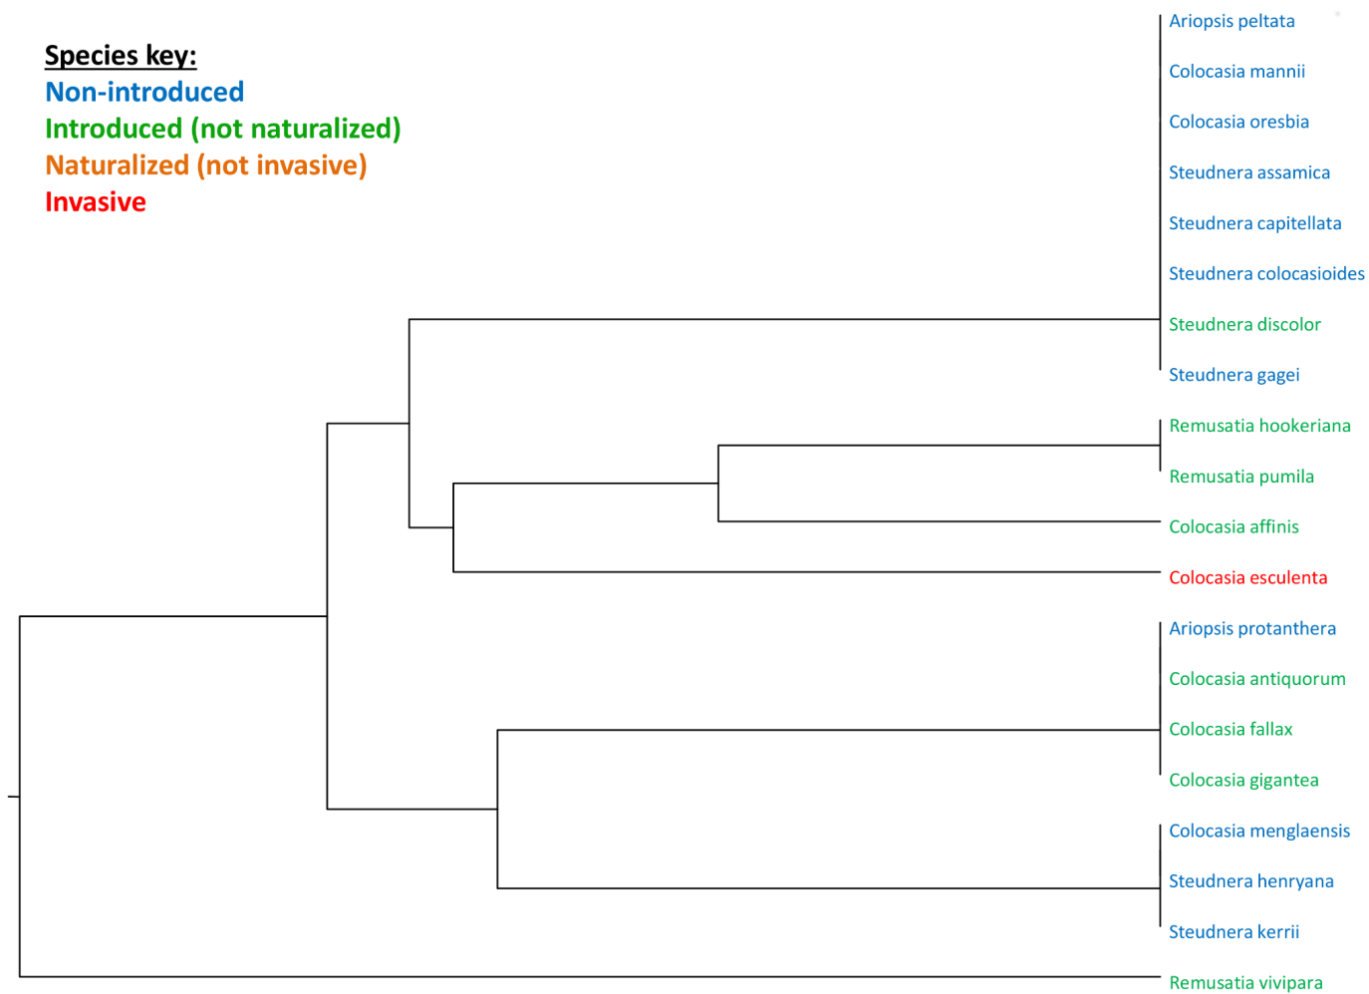 Species key:
Non-introduced
Introduced (not naturalized)
Naturalized (not invasive)
Invasive
Ariopsis peltata
Colocasia mannii
Colocasia oresbia
Steudnera assamica
Steudnera capitellata
Steudnera colocasioides
Steudnera discolor
Steudnera gagei
Remusatia hookeriana
Remusatia pumila
Colocasia affinis
Colocasia esculenta
Ariopsis protanthera
Colocasia antiquorum
Colocasia fallax
Colocasia gigantea
Colocasia menglaensis
Steudnera henryana
Steudnera kerrii
Remusatia vivipara